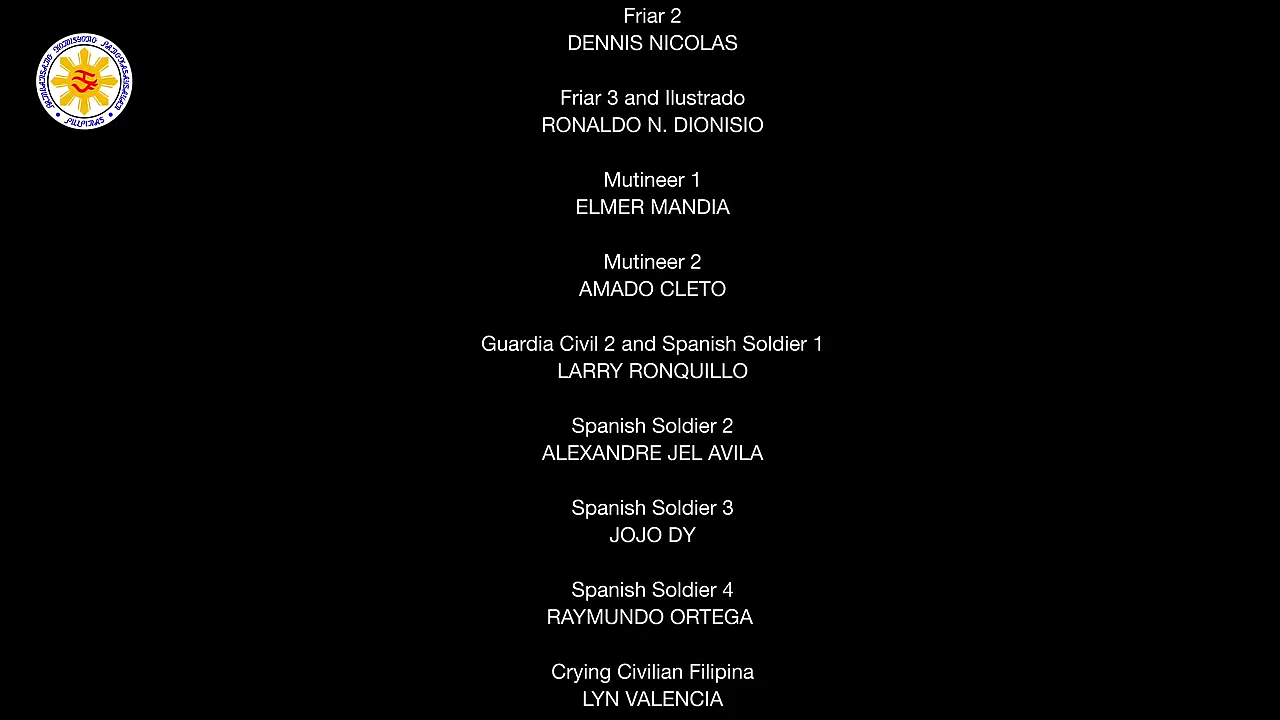 Friar 2
DENNIS NICOLAS
Friar 3 and Ilustrado
RONALDO N. DIONISIO
Mutineer 1
ELMER MANDIA
Mutineer 2
AMADO CLETO
Guardia Civil 2 and Spanish Soldier 1
LARRY RONQUILLO
Spanish Soldier 2
ALEXANDRE JEL AVILA
Spanish Soldier 3
JOJO DY
Spanish Soldier 4
RAYMUNDO ORTEGA
Crying Civilian Filipina
LYN VALENCIA
PILIPINAS